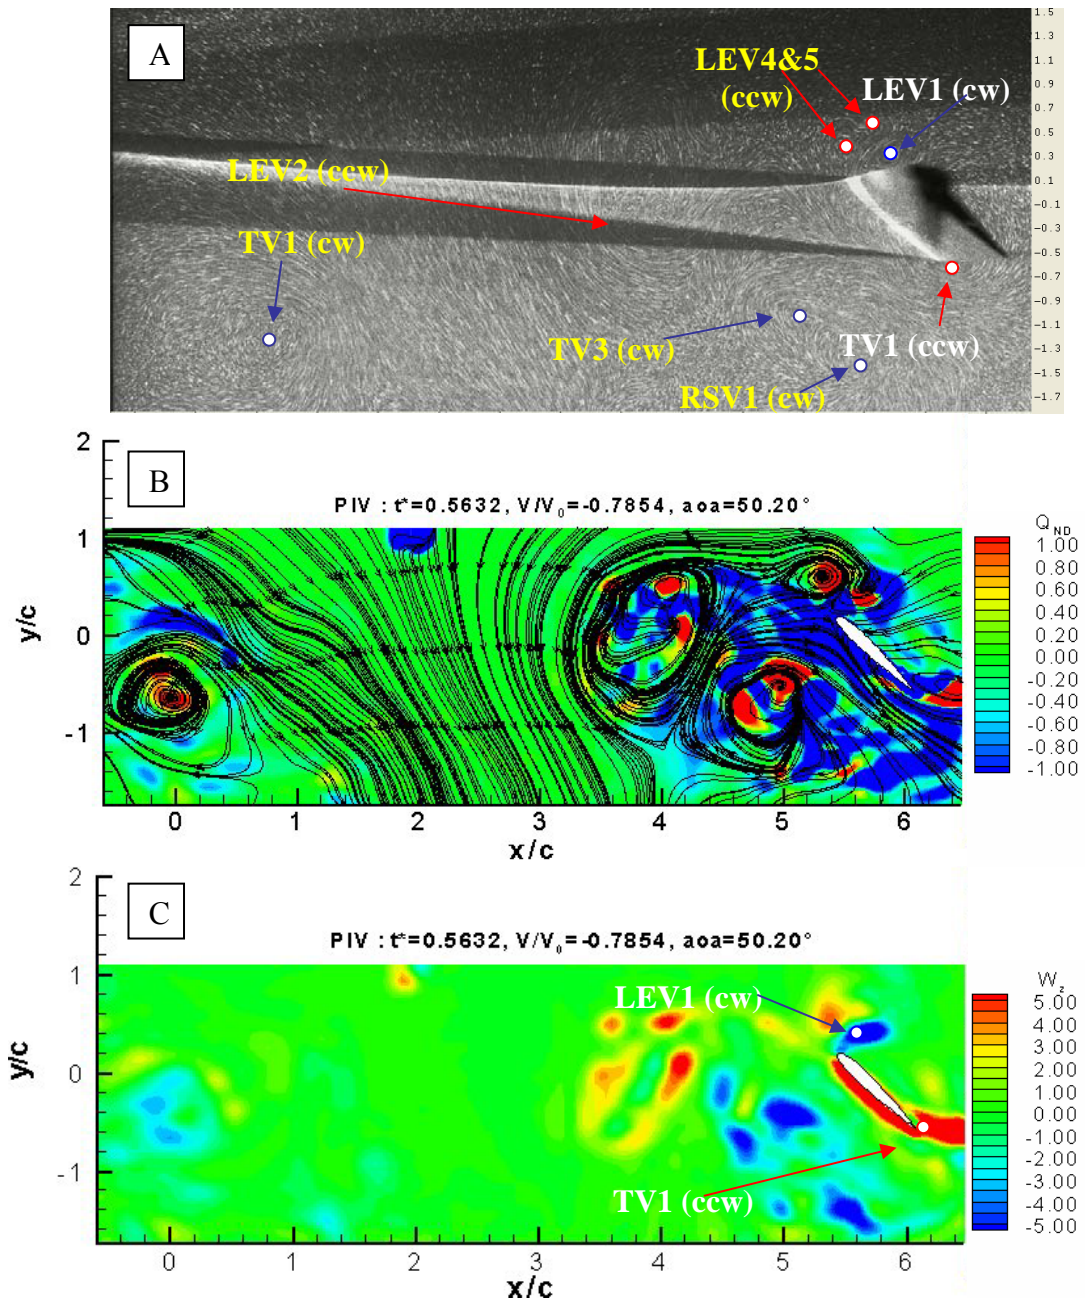 A
LEV4&5
(ccw)
LEV1 (cw)
LEV2 (ccw)
TV1 (cw)
TV3 (cw)
TV1 (ccw)
RSV1 (cw)
1.5
1.3
1.1
0.9
0.7
0.5
0.3
0.1
-0.1
-0.3
-0.5
-0.7
-0.9
-1.1
-1.3
-1.5
-1.7
B
PIV : t*=0.5632, V/V₀=-0.7854, aoa=50.20°
y/c
2
1
0
-1
0 1 2 3 4 5 6
x/c
Q_ND
1.00
0.80
0.60
0.40
0.20
0.00
-0.20
-0.40
-0.60
-0.80
-1.00
C
PIV : t*=0.5632, V/V₀=-0.7854, aoa=50.20°
LEV1 (cw)
TV1 (ccw)
y/c
2
1
0
-1
0 1 2 3 4 5 6
x/c
W_z
5.00
4.00
3.00
2.00
1.00
0.00
-1.00
-2.00
-3.00
-4.00
-5.00